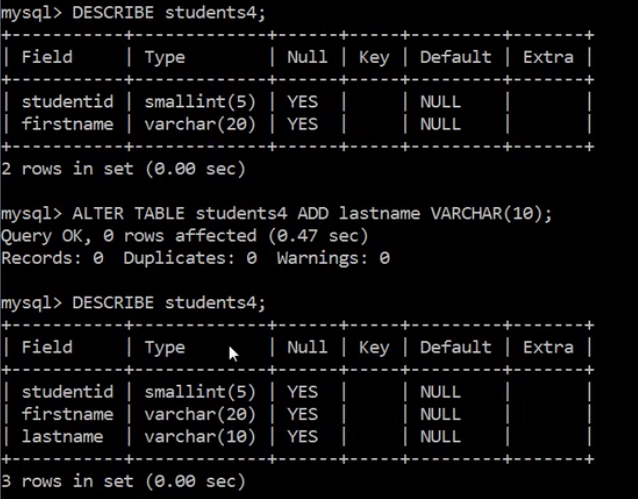 mysql> DESCRIBE students4;
+-----------+-------------+------+-----+---------+-------+
| Field     | Type        | Null | Key | Default | Extra |
+-----------+-------------+------+-----+---------+-------+
| studentid | smallint(5) | YES  |     | NULL    |       |
| firstname | varchar(20) | YES  |     | NULL    |       |
+-----------+-------------+------+-----+---------+-------+
2 rows in set (0.00 sec)
mysql> ALTER TABLE students4 ADD lastname VARCHAR(10);
Query OK, 0 rows affected (0.47 sec)
Records: 0  Duplicates: 0  Warnings: 0
mysql> DESCRIBE students4;
+-----------+-------------+------+-----+---------+-------+
| Field     | Type        | Null | Key | Default | Extra |
+-----------+-------------+------+-----+---------+-------+
| studentid | smallint(5) | YES  |     | NULL    |       |
| firstname | varchar(20) | YES  |     | NULL    |       |
| lastname  | varchar(10) | YES  |     | NULL    |       |
+-----------+-------------+------+-----+---------+-------+
3 rows in set (0.00 sec)